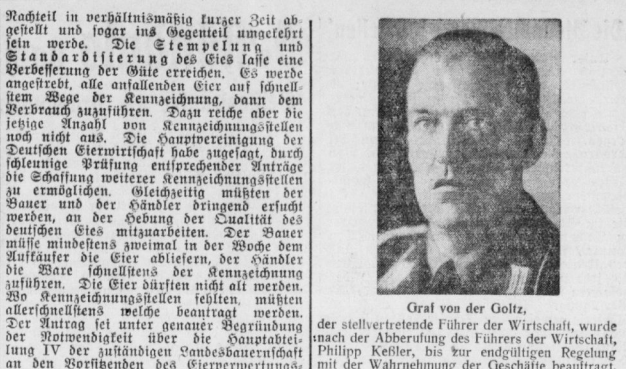 Nachteil in verhältnismäßig kurzer Zeit ab-
gestellt und sogar ins Gegenteil umgekehrt
sein werde. Die Stempelung und
Standardisierung des Eies lasse eine
Verbesserung der Güte erreichen. Es werde
angestrebt, alle anfallenden Eier auf schnell-
stem Wege der Kennzeichnung, dann dem
Verbrauch zuzuführen. Dazu reiche aber die
jetzige Anzahl von Kennzeichnungsstellen
noch nicht aus. Die Hauptvereinigung der
Deutschen Eierwirtschaft habe zugesagt, durch
schleunige Prüfung entsprechender Anträge
die Schaffung weiterer Kennzeichnungsstellen
zu ermöglichen. Gleichzeitig müßten der
Bauer und der Händler dringend ersucht
werden, an der Hebung der Qualität des
deutschen Eies mitzuarbeiten. Der Bauer
müsse mindestens zweimal in der Woche dem
Aufkäufer die Eier abliefern, der Händler
die Ware schnellstens der Kennzeichnung
zuführen. Die Eier dürften nicht alt werden.
Wo Kennzeichnungsstellen fehlten, müßten
allerschnellstens welche beantragt werden.
Der Antrag sei unter genauer Begründung
der Notwendigkeit über die Hauptabtei-
lung IV der zuständigen Landesbauernschaft
an den Vorsitzenden des Eierverwertungs-
Graf von der Goltz,
der stellvertretende Führer der Wirtschaft, wurde
nach der Abberufung des Führers der Wirtschaft,
Philipp Keßler, bis zur endgültigen Regelung
mit der Wahrnehmung der Geschäfte beauftragt.